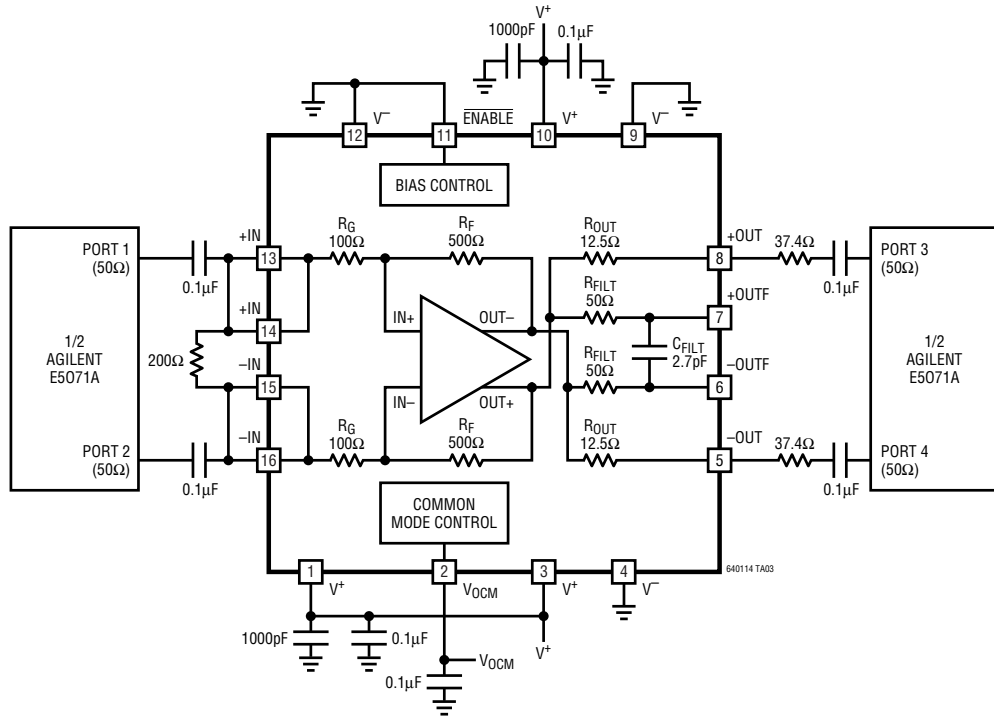 V+
1000pF
0.1µF
V−
ENABLE
V+
V−
12
11
10
9
BIAS CONTROL
PORT 1
(50Ω)
0.1µF
+IN
13
RG
100Ω
RF
500Ω
ROUT
12.5Ω
+OUT
8
37.4Ω
0.1µF
PORT 3
(50Ω)
+IN
14
IN+
OUT−
RFILT
50Ω
+OUTF
7
1/2
AGILENT
E5O71A
200Ω
CFILT
2.7pF
1/2
AGILENT
E5O71A
−IN
15
IN−
OUT+
RFILT
50Ω
−OUTF
6
PORT 2
(50Ω)
0.1µF
−IN
16
RG
100Ω
RF
500Ω
ROUT
12.5Ω
−OUT
5
37.4Ω
0.1µF
PORT 4
(50Ω)
COMMON
MODE CONTROL
1
2
3
4
640114 TA03
V+
VOCM
V+
V−
1000pF
0.1µF
V+
VOCM
0.1µF